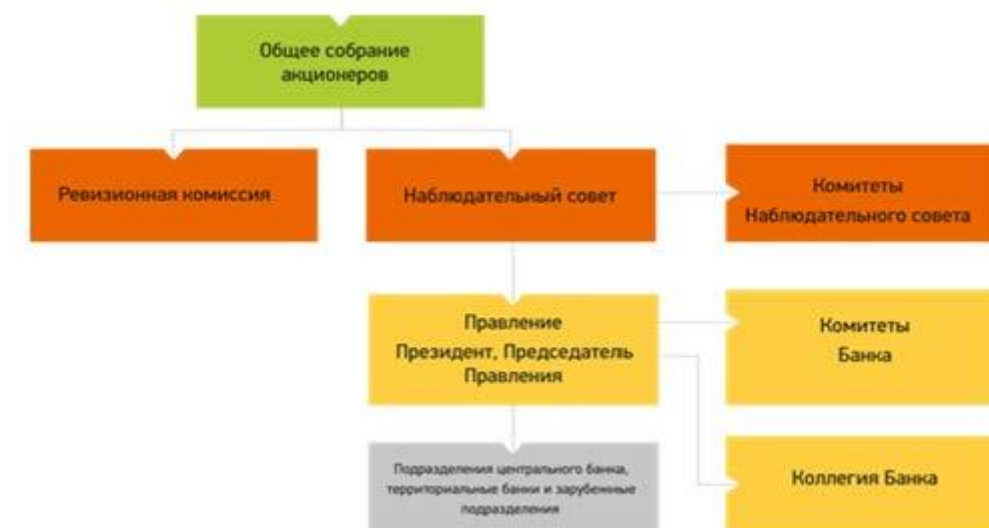 Общее собрание
акционеров
Ревизионная комиссия
Наблюдательный совет
Комитеты
Наблюдательного совета
Правление
Президент, Председатель
Правления
Комитеты
Банка
Подразделения центрального банка,
территориальные банки и зарубежные
подразделения
Коллегия Банка